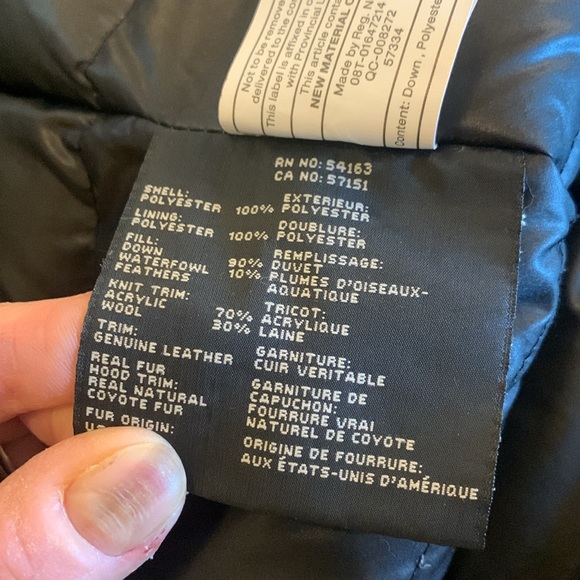 Not to be remove
delivered to the co
This label is affixed in c
with Provincial L
This article conta
NEW MATERIAL O
Made by Reg. N
08T-01647214
QC-008272
57334
Content: Down, Polyeste
RN NO: 54163
CA NO: 57151
SHELL:
POLYESTER 100%
LINING:
POLYESTER 100%
FILL:
DOWN 90%
WATERFOWL
FEATHERS 10%
KNIT TRIM:
ACRYLIC 70%
WOOL 30%
TRIM:
GENUINE LEATHER
REAL FUR
HOOD TRIM:
REAL NATURAL
COYOTE FUR
FUR ORIGIN:
EXTERIEUR:
POLYESTER
DOUBLURE:
POLYESTER
REMPLISSAGE:
DUVET
PLUMES D'OISEAUX-
AQUATIQUE
TRICOT:
ACRYLIQUE
LAINE
GARNITURE:
CUIR VERITABLE
GARNITURE DE
CAPUCHON:
FOURRURE VRAI
NATUREL DE COYOTE
ORIGINE DE FOURRURE:
AUX ÉTATS-UNIS D'AMÉRIQUE